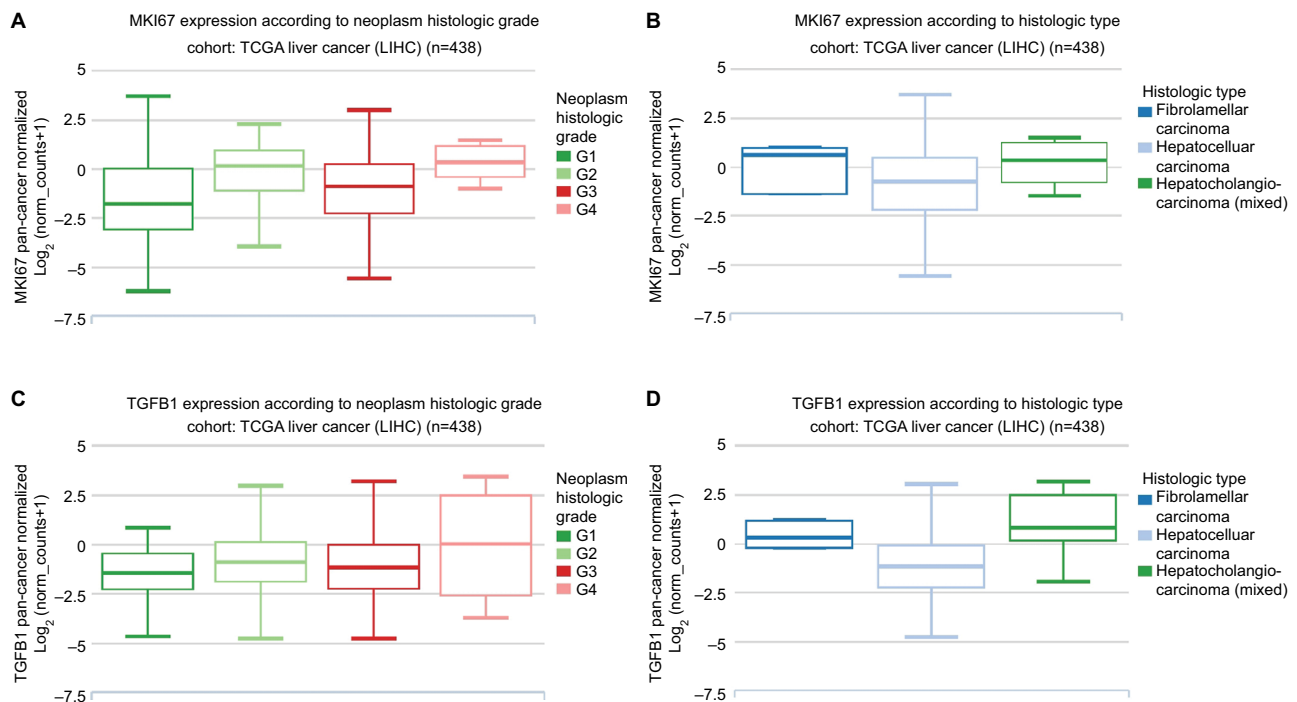 A
MKI67 expression according to neoplasm histologic grade
cohort: TCGA liver cancer (LIHC) (n=438)
MKI67 pan-cancer normalized
Log2 (norm_counts+1)
5
2.5
0
–2.5
–5
–7.5
Neoplasm
histologic
grade
G1
G2
G3
G4
B
MKI67 expression according to histologic type
cohort: TCGA liver cancer (LIHC) (n=438)
MKI67 pan-cancer normalized
Log2 (norm_counts+1)
5
2.5
0
–2.5
–5
–7.5
Histologic type
Fibrolamellar
carcinoma
Hepatocelluar
carcinoma
Hepatocholangio-
carcinoma (mixed)
C
TGFB1 expression according to neoplasm histologic grade
cohort: TCGA liver cancer (LIHC) (n=438)
TGFB1 pan-cancer normalized
Log2 (norm_counts+1)
5
2.5
0
–2.5
–5
–7.5
Neoplasm
histologic
grade
G1
G2
G3
G4
D
TGFB1 expression according to histologic type
cohort: TCGA liver cancer (LIHC) (n=438)
TGFB1 pan-cancer normalized
Log2 (norm_counts+1)
5
2.5
0
–2.5
–5
–7.5
Histologic type
Fibrolamellar
carcinoma
Hepatocelluar
carcinoma
Hepatocholangio-
carcinoma (mixed)